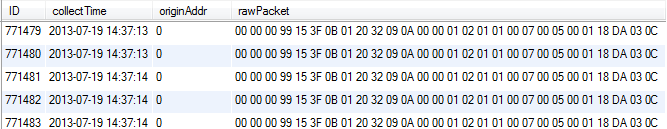 ID collectTime originAddr rawPacket
771479 2013-07-19 14:37:13 0 00 00 00 99 15 3F 0B 01 20 32 09 0A 00 00 01 02 01 01 00 07 00 05 00 01 18 DA 03 0C
771480 2013-07-19 14:37:13 0 00 00 00 99 15 3F 0B 01 20 32 09 0A 00 00 01 02 01 01 00 07 00 05 00 01 18 DA 03 0C
771481 2013-07-19 14:37:14 0 00 00 00 99 15 3F 0B 01 20 32 09 0A 00 00 01 02 01 01 00 07 00 05 00 01 18 DA 03 0C
771482 2013-07-19 14:37:14 0 00 00 00 99 15 3F 0B 01 20 32 09 0A 00 00 01 02 01 01 00 07 00 05 00 01 18 DA 03 0C
771483 2013-07-19 14:37:14 0 00 00 00 99 15 3F 0B 01 20 32 09 0A 00 00 01 02 01 01 00 07 00 05 00 01 18 DA 03 0C